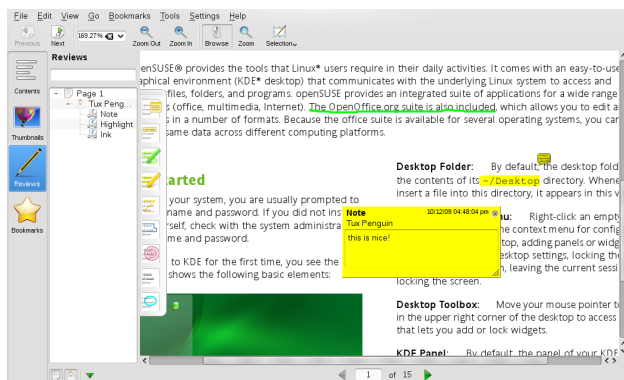 File Edit View Go Bookmarks Tools Settings Help
Previous Next 169.27% Zoom Out Zoom In Browse Zoom Selection
Reviews
Contents
Thumbnails
Reviews
Bookmarks
Page 1
Tux Peng...
Note
Highlight
Ink
enSUSE® provides the tools that Linux* users require in their daily activities. It comes with an easy-to-use
aphical environment (KDE* desktop) that communicates with the underlying Linux system to access and
files, folders, and programs. openSUSE provides an integrated suite of applications for a wide range
s (office, multimedia, Internet). The OpenOffice.org suite is also included, which allows you to edit a
s in a number of formats. Because the office suite is available for several operating systems, you can
same data across different computing platforms.
arted
your system, you are usually prompted to
name and password. If you did not ins
rself, check with the system administra
me and password.
to KDE for the first time, you see the
shows the following basic elements:
Desktop Folder: By default, the desktop fold
the contents of its ~/Desktop directory. Whene
insert a file into this directory, it appears in this v
Note 10/12/09 04:48:04 pm
Tux Penguin
this is nice!
nu: Right-click an empty
he context menu for config
top, adding panels or widg
esktop settings, locking the
n, leaving the current sessi
locking the screen.
Desktop Toolbox: Move your mouse pointer to
in the upper right corner of the desktop to access
that lets you add or lock widgets.
KDE Panel: By default, the panel of your KDE
1 of 15